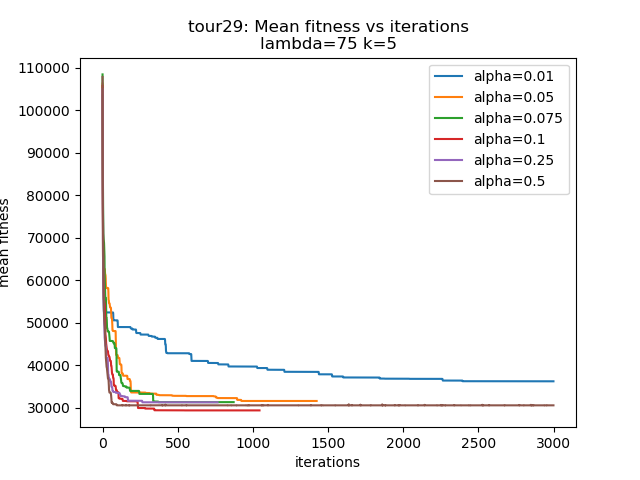 tour29: Mean fitness vs iterations
lambda=75 k=5
alpha=0.01
alpha=0.05
alpha=0.075
alpha=0.1
alpha=0.25
alpha=0.5
110000
100000
90000
80000
70000
60000
50000
40000
30000
mean fitness
0
500
1000
1500
2000
2500
3000
iterations